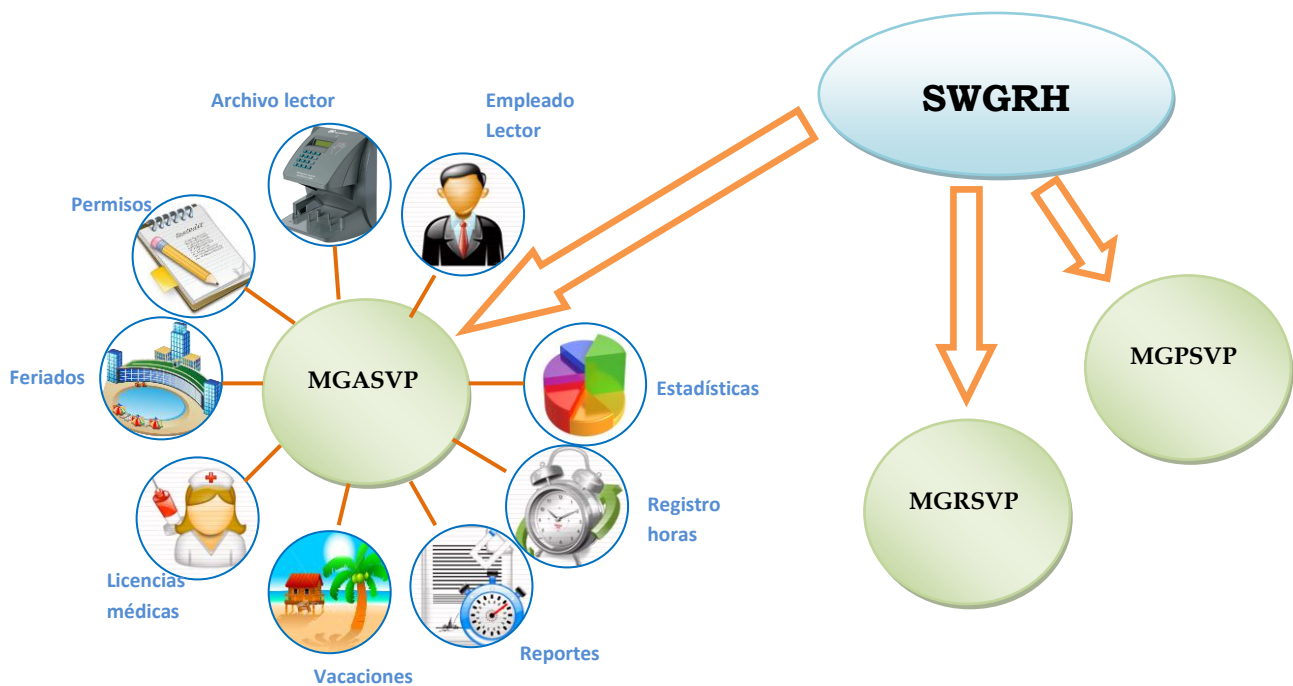 SWGRH
Archivo lector
Empleado
Lector
Permisos
Feriados
MGASVP
Estadísticas
MGPSVP
MGRSVP
Registro
horas
Licencias
médicas
Reportes
Vacaciones